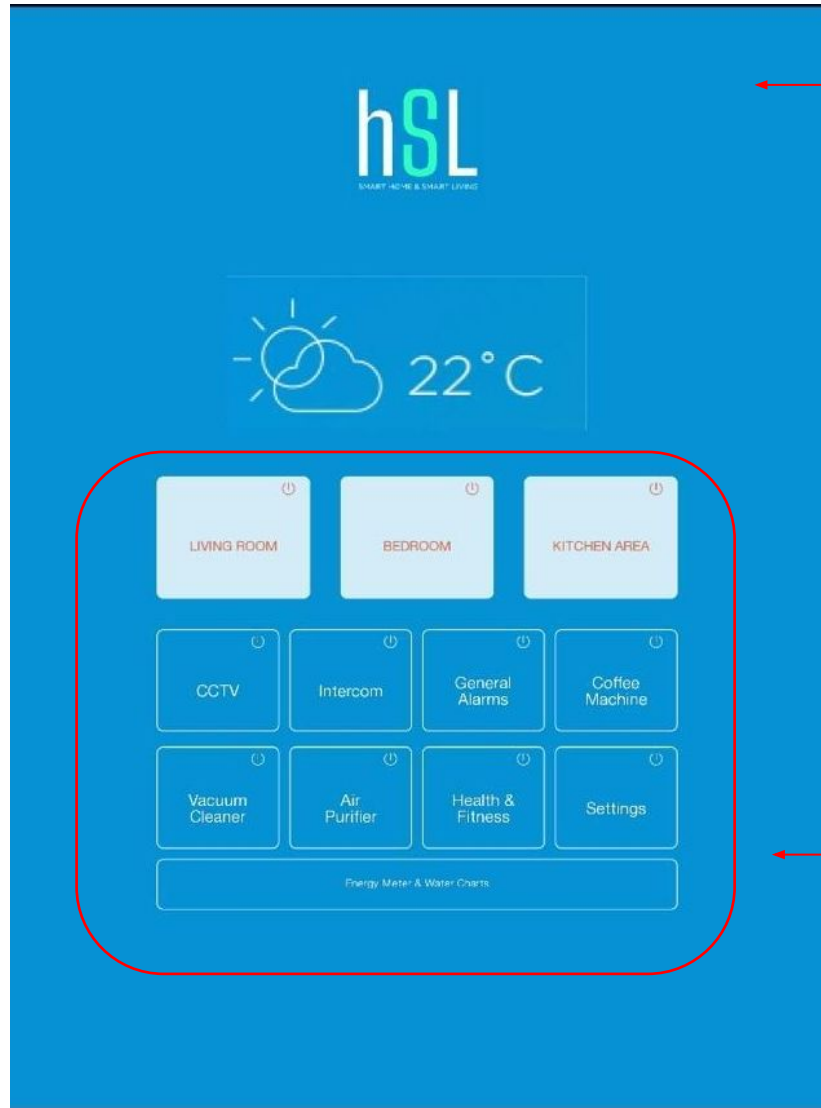 hSL
SMART HOME & SMART LIVING
22°C
LIVING ROOM
BEDROOM
KITCHEN AREA
CCTV
Intercom
General
Alarms
Coffee
Machine
Vacuum
Cleaner
Air
Purifier
Health &
Fitness
Settings
Energy Meter & Water Charts